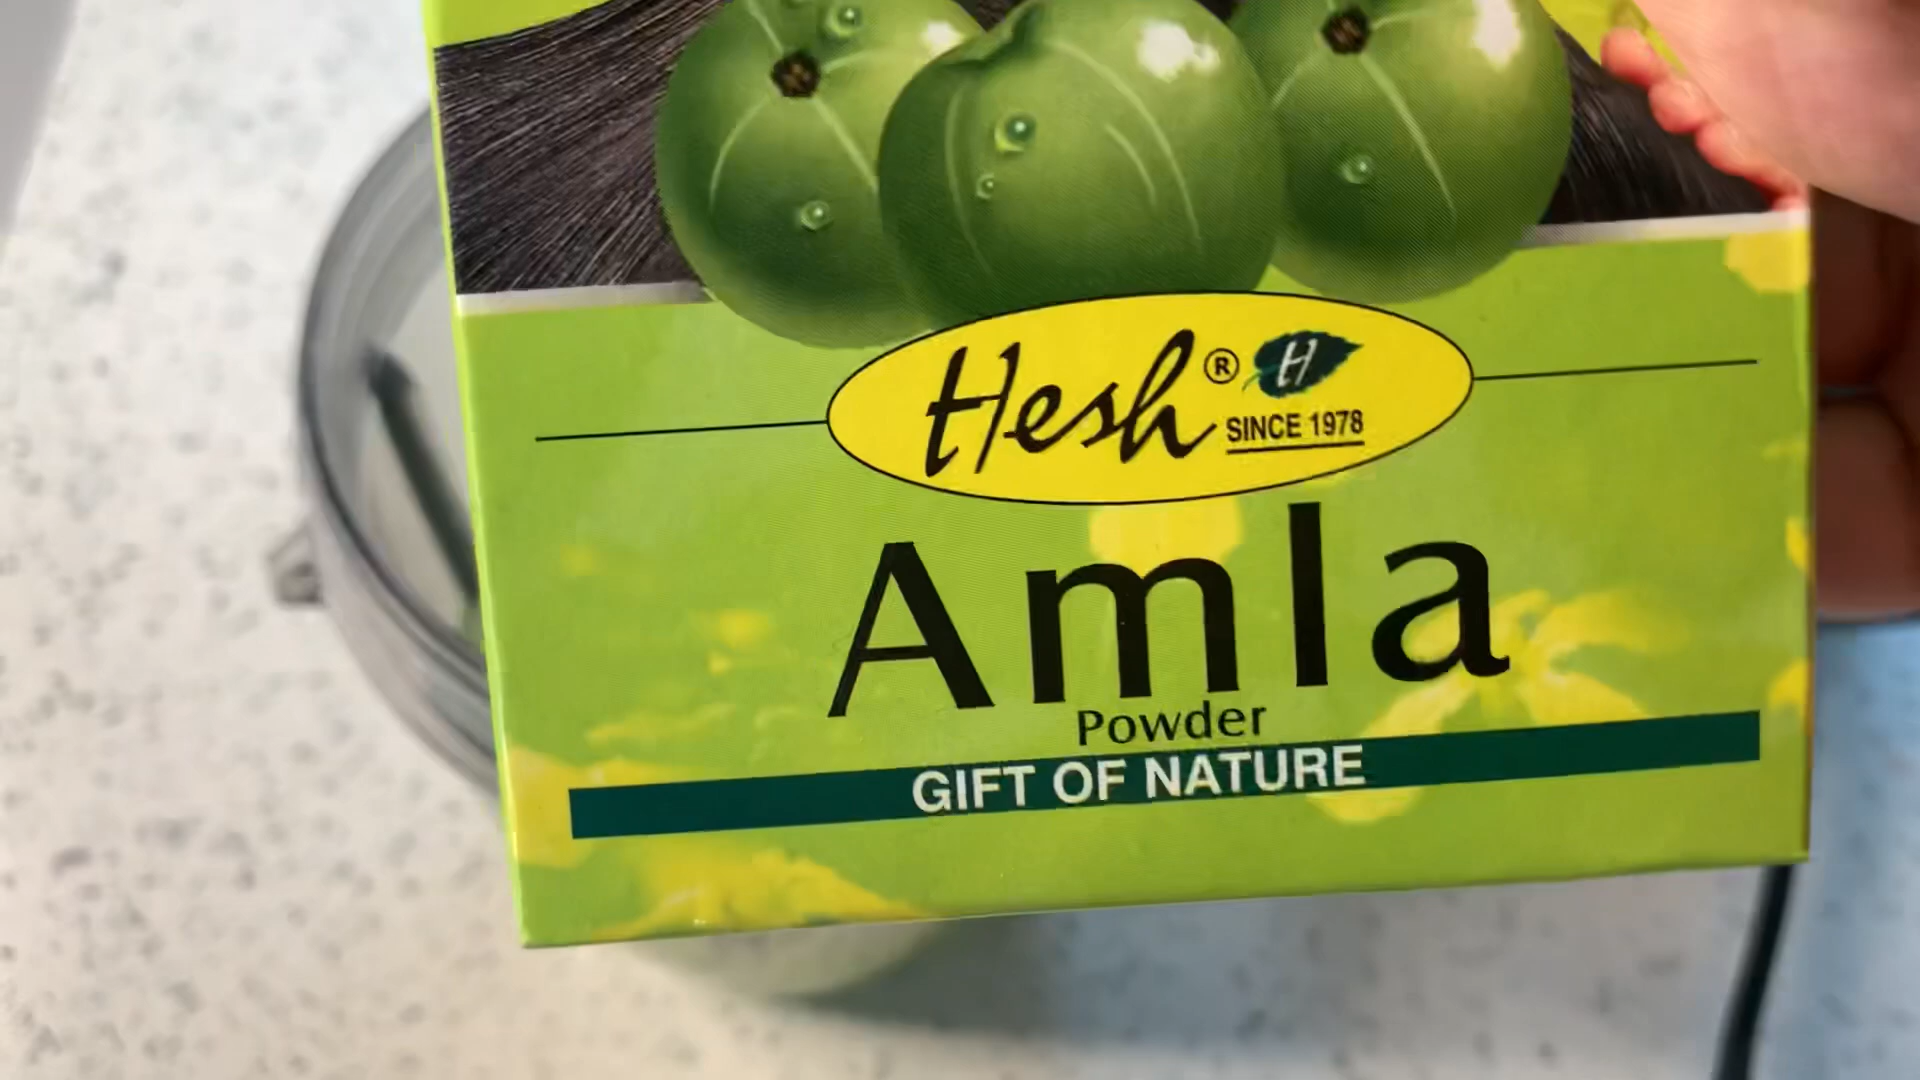 Hesh ® H
SINCE 1978
Amla
Powder
GIFT OF NATURE